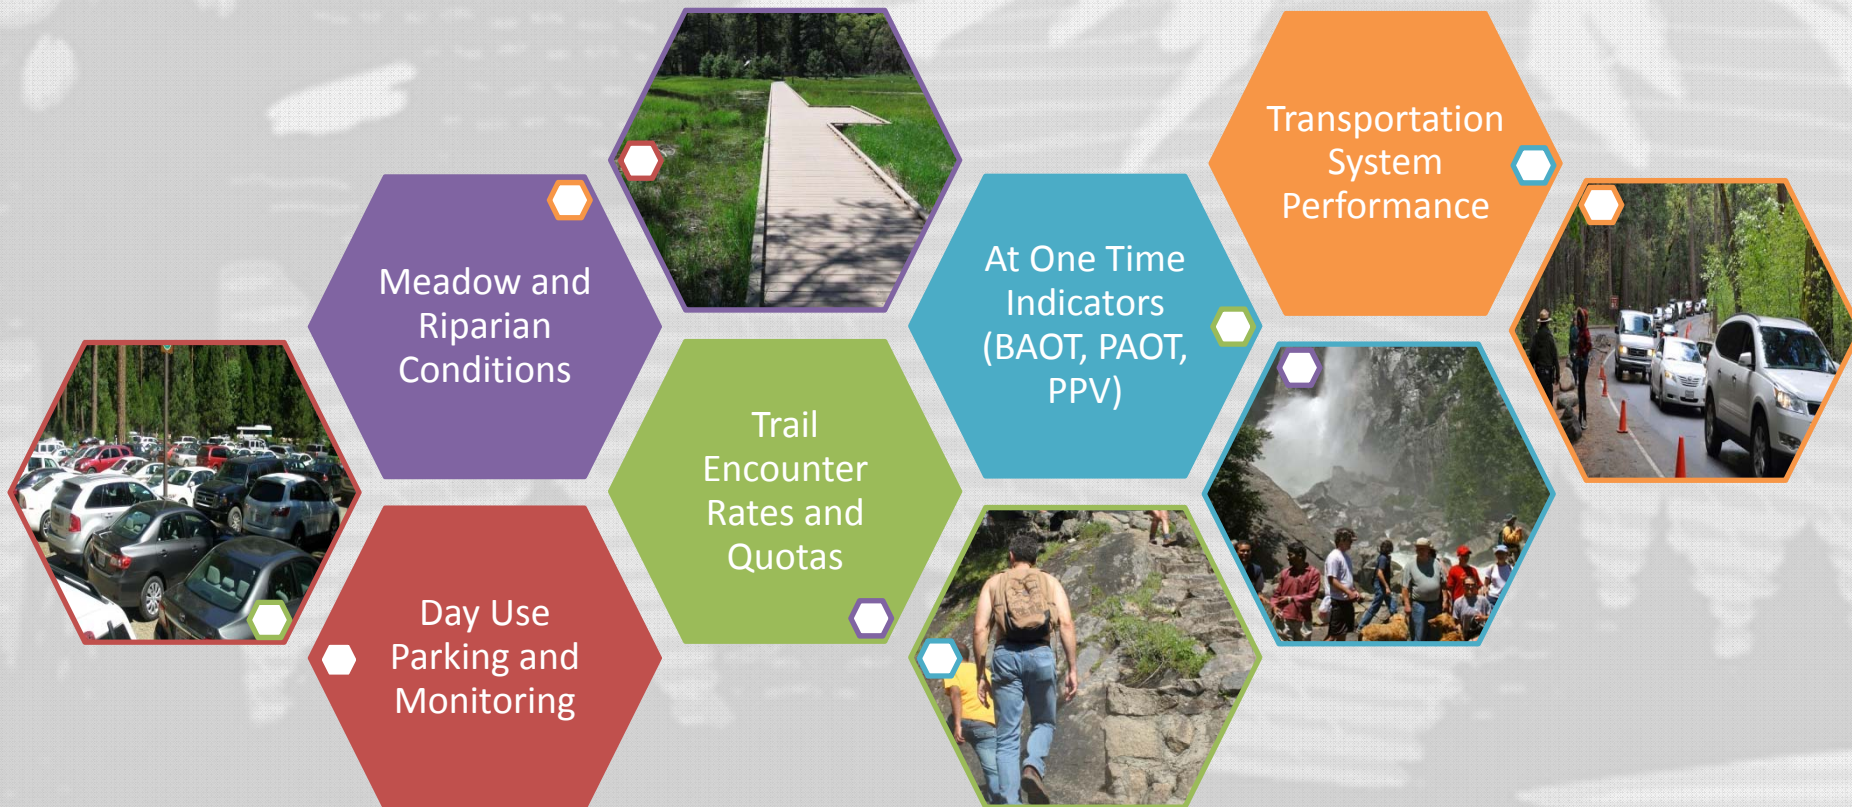 Meadow and
Riparian
Conditions
Day Use
Parking and
Monitoring
Trail
Encounter
Rates and
Quotas
At One Time
Indicators
(BAOT, PAOT,
PPV)
Transportation
System
Performance